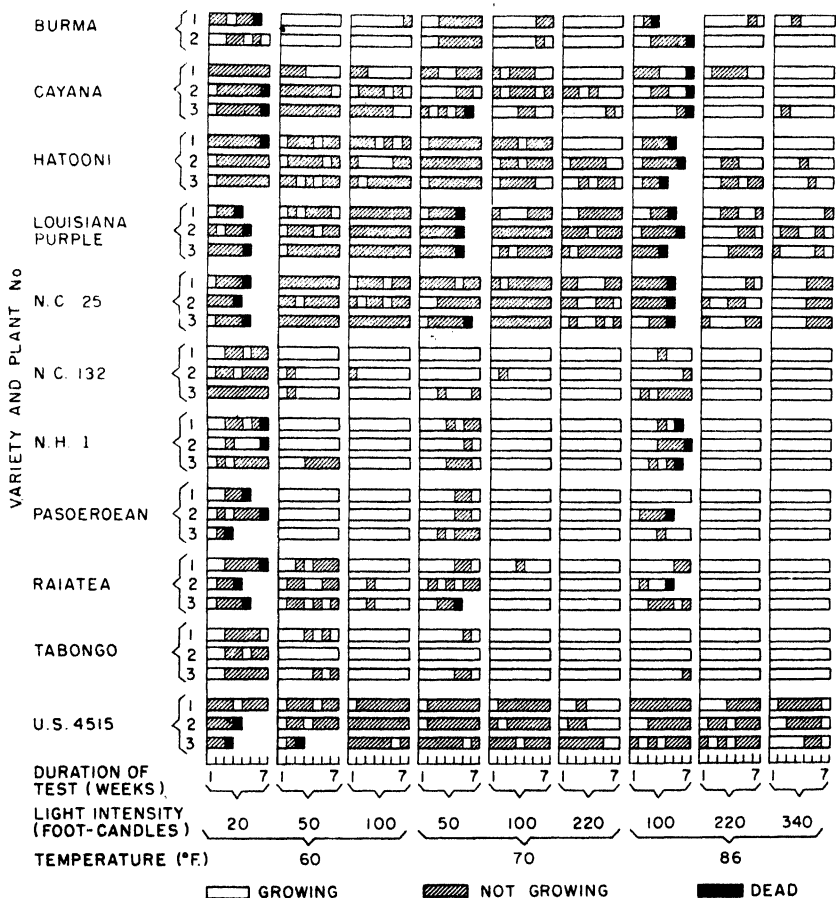 VARIETY AND PLANT No
BURMA
1
2
CAYANA
1
2
3
HATOONI
1
2
3
LOUISIANA
PURPLE
1
2
3
N.C 25
1
2
3
N C. 132
1
2
3
N.H. 1
1
2
3
PASOEROEAN
1
2
3
RAIATEA
1
2
3
TABONGO
1
2
3
U.S. 4515
1
2
3
DURATION OF
TEST (WEEKS)
1 7 1 7 1 7 1 7 1 7 1 7 1 7 1 7 1 7
LIGHT INTENSITY
(FOOT-CANDLES)
20 50 100 50 100 220 100 220 340
TEMPERATURE (°F.) 60 70 86
GROWING NOT GROWING DEAD